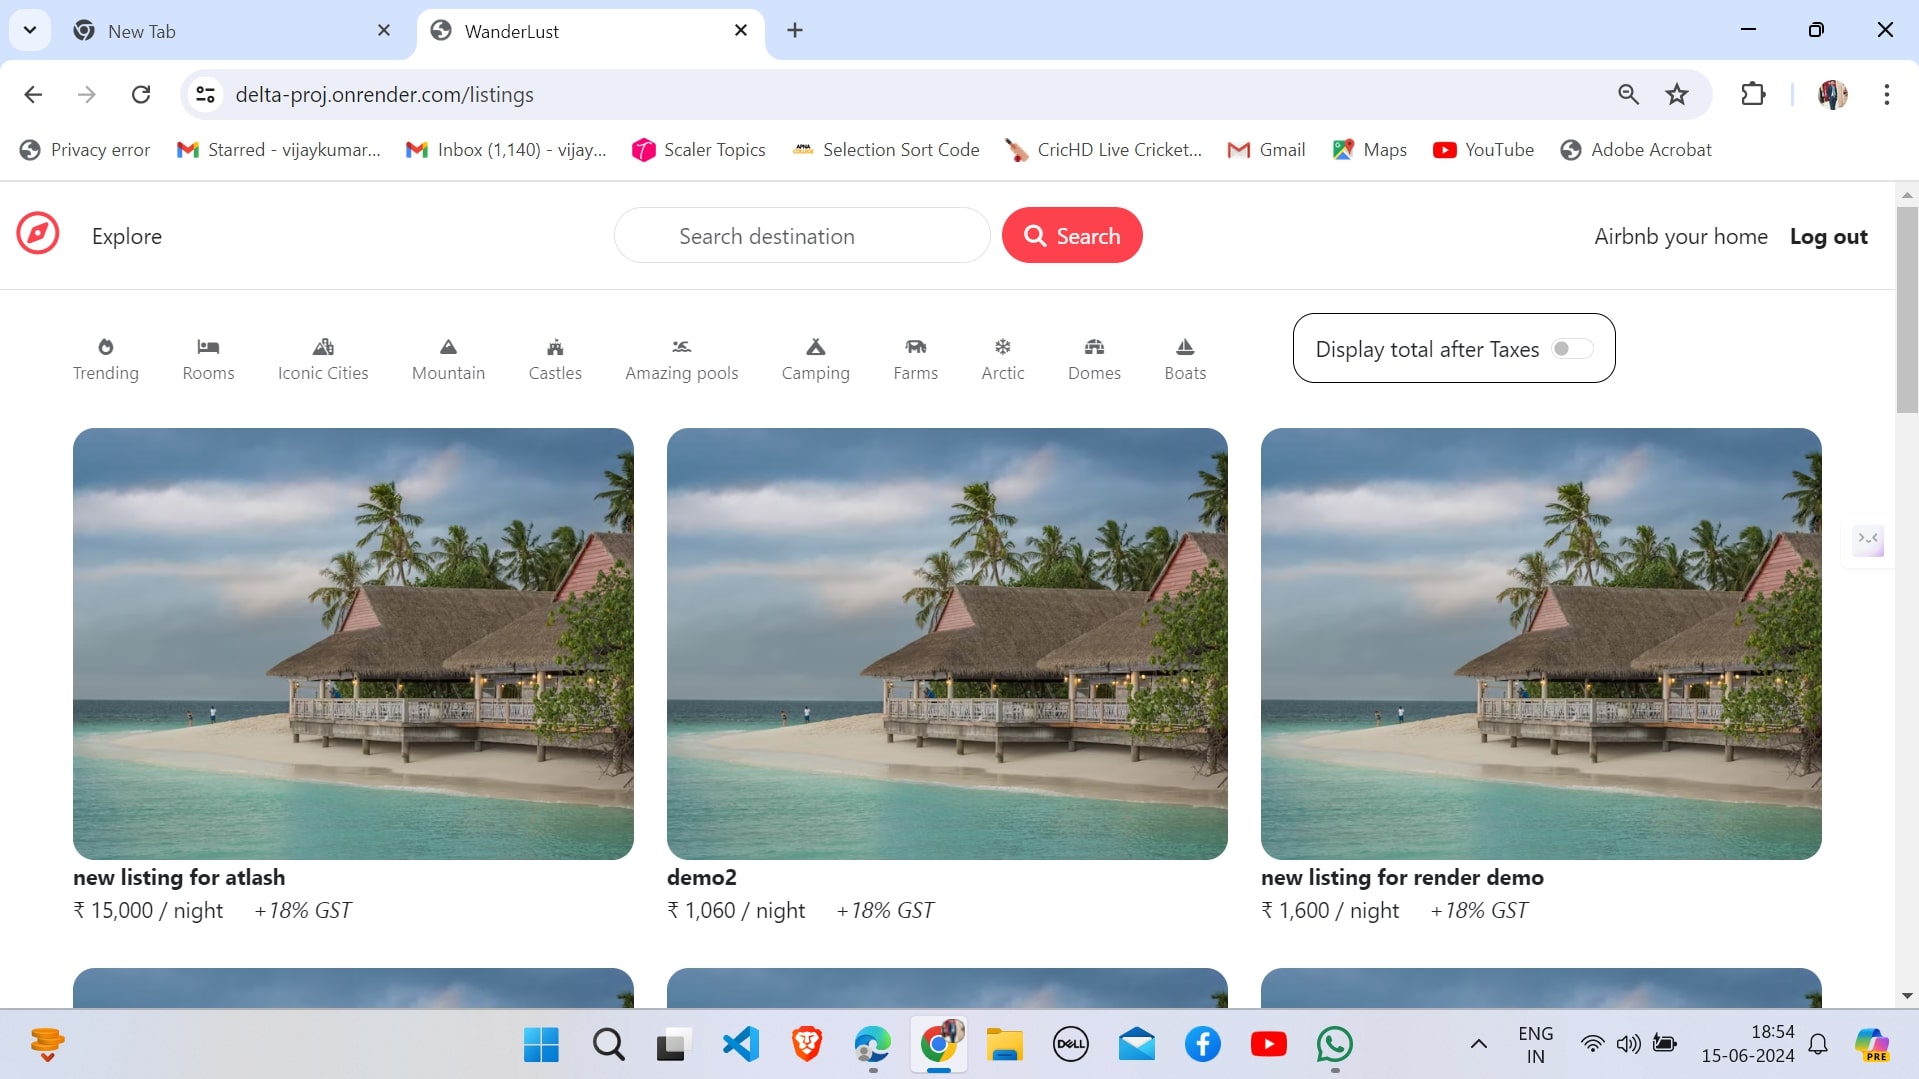 New Tab
WanderLust
delta-proj.onrender.com/listings
Privacy error
Starred - vijaykumar...
Inbox (1,140) - vijay...
Scaler Topics
APNA COLLEGE
Selection Sort Code
CricHD Live Cricket...
Gmail
Maps
YouTube
Adobe Acrobat
Explore
Search destination
Search
Airbnb your home
Log out
Trending
Rooms
Iconic Cities
Mountain
Castles
Amazing pools
Camping
Farms
Arctic
Domes
Boats
Display total after Taxes
new listing for atlash
₹ 15,000 / night +18% GST
demo2
₹ 1,060 / night +18% GST
new listing for render demo
₹ 1,600 / night +18% GST
DELL
ENG
IN
18:54
15-06-2024
PRE